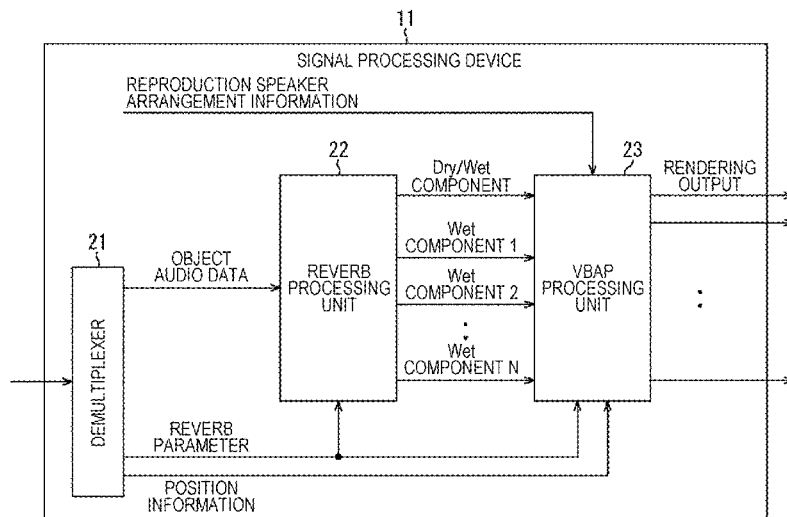 11
SIGNAL PROCESSING DEVICE
REPRODUCTION SPEAKER
ARRANGEMENT INFORMATION
22
23
Dry/Wet
COMPONENT
RENDERING
OUTPUT
21
OBJECT
AUDIO DATA
Wet
COMPONENT 1
REVERB
PROCESSING
UNIT
Wet
COMPONENT 2
VBAP
PROCESSING
UNIT
Wet
COMPONENT N
DEMULTIPLEXER
REVERB
PARAMETER
POSITION
INFORMATION